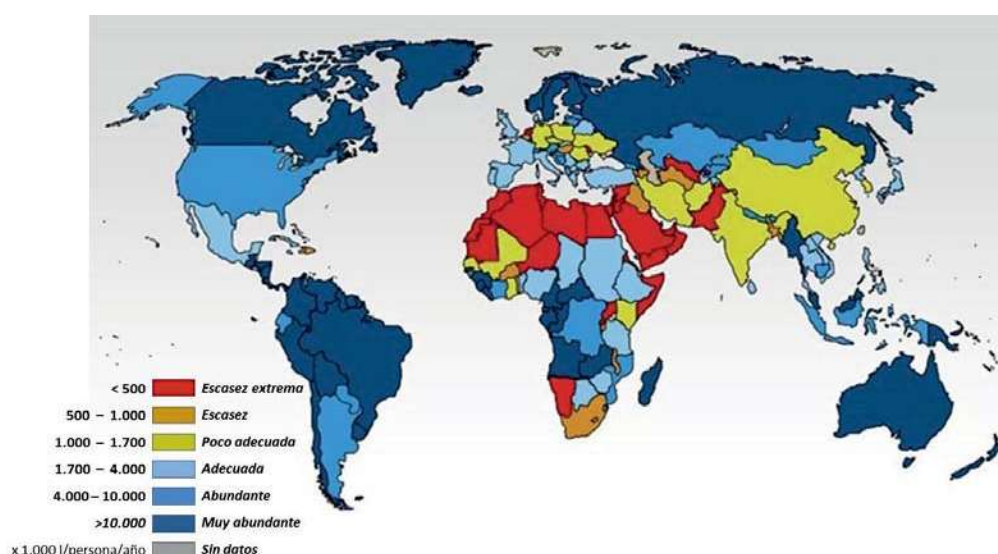 < 500 Escasez extrema
500 – 1.000 Escasez
1.000 – 1.700 Poco adecuada
1.700 – 4.000 Adecuada
4.000 – 10.000 Abundante
>10.000 Muy abundante
x 1.000 l/persona/año Sin datos